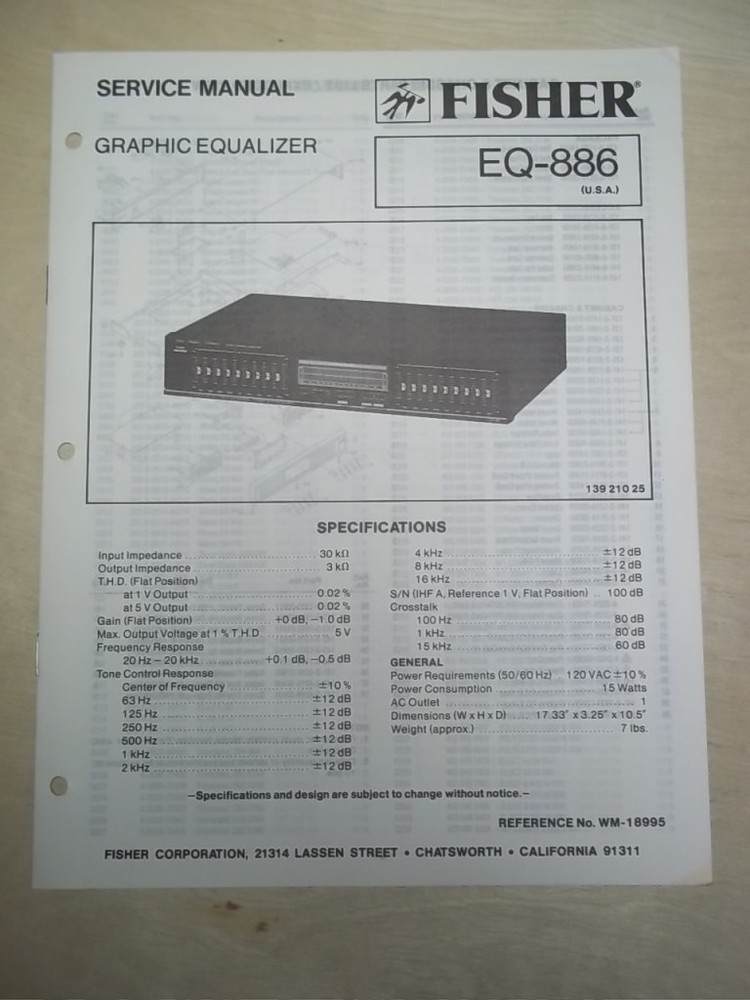 SERVICE MANUAL
FISHER®
GRAPHIC EQUALIZER
EQ-886
(U.S.A.)
139 210 25
SPECIFICATIONS
Input Impedance 30 kΩ
Output Impedance 3 kΩ
T.H.D. (Flat Position)
at 1 V Output 0.02 %
at 5 V Output 0.02 %
Gain (Flat Position) +0 dB, −1.0 dB
Max. Output Voltage at 1 % T.H.D. 5 V
Frequency Response
20 Hz – 20 kHz +0.1 dB, −0.5 dB
Tone Control Response
Center of Frequency ±10 %
63 Hz ±12 dB
125 Hz ±12 dB
250 Hz ±12 dB
500 Hz ±12 dB
1 kHz ±12 dB
2 kHz ±12 dB
4 kHz ±12 dB
8 kHz ±12 dB
16 kHz ±12 dB
S/N (IHF A, Reference 1 V, Flat Position) 100 dB
Crosstalk
100 Hz 80 dB
1 kHz 80 dB
15 kHz 60 dB
GENERAL
Power Requirements (50/60 Hz) 120 VAC ±10 %
Power Consumption 15 Watts
AC Outlet 1
Dimensions (W x H x D) 17.33" x 3.25" x 10.5"
Weight (approx.) 7 lbs.
–Specifications and design are subject to change without notice.–
REFERENCE No. WM-18995
FISHER CORPORATION, 21314 LASSEN STREET • CHATSWORTH • CALIFORNIA 91311